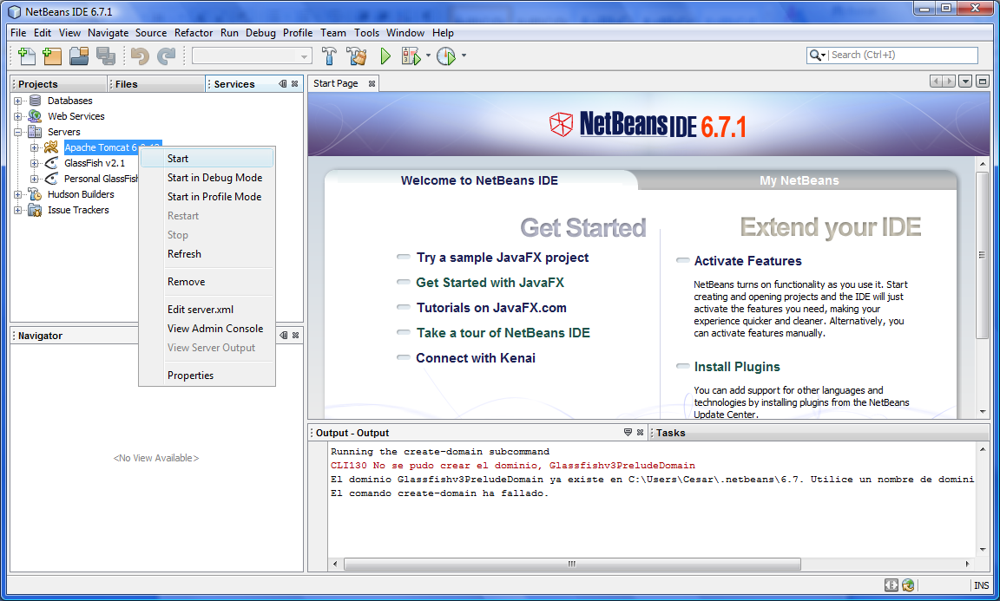 NetBeans IDE 6.7.1
File Edit View Navigate Source Refactor Run Debug Profile Team Tools Window Help
Search (Ctrl+I)
Projects Files Services
Start Page
Databases
Web Services
Servers
Apache Tomcat
GlassFish v2.1
Personal
Hudson Builders
Issue Trackers
Start
Start in Debug Mode
Start in Profile Mode
Restart
Stop
Refresh
Remove
Edit server.xml
View Admin Console
View Server Output
Properties
Navigator
<No View Available>
NetBeans IDE 6.7.1
Welcome to NetBeans IDE
My NetBeans
Get Started
Try a sample JavaFX project
Get Started with JavaFX
Tutorials on JavaFX.com
Take a tour of NetBeans IDE
Connect with Kenai
Extend your IDE
Activate Features
NetBeans turns on functionality as you use it. Start
creating and opening projects and the IDE will just
activate the features you need, making your
experience quicker and cleaner. Alternatively, you
can activate features manually.
Install Plugins
You can add support for other languages and
technologies by installing plugins from the NetBeans
Update Center.
Output - Output
Tasks
Running the create-domain subcommand
CLI130 No se pudo crear el dominio, Glassfishv3PreludeDomain
El dominio Glassfishv3PreludeDomain ya existe en C:\Users\Cesar\.netbeans\6.7. Utilice un nombre de domini
El comando create-domain ha fallado.
INS